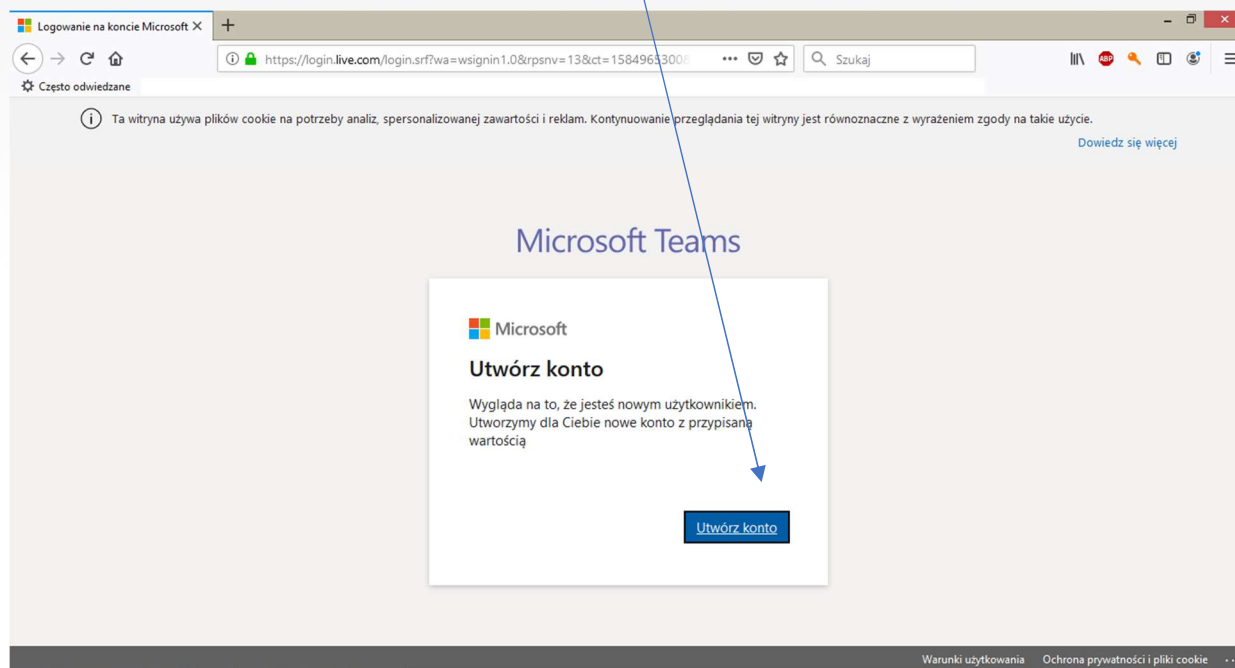 Logowanie na koncie Microsoft
https://login.live.com/login.srf?wa=wsignin1.0&rpsnv=13&ct=1584965300
Szukaj
ABP
Często odwiedzane
Ta witryna używa plików cookie na potrzeby analiz, spersonalizowanej zawartości i reklam. Kontynuowanie przeglądania tej witryny jest równoznaczne z wyrażeniem zgody na takie użycie.
Dowiedz się więcej
Microsoft Teams
Microsoft
Utwórz konto
Wygląda na to, że jesteś nowym użytkownikiem.
Utworzymy dla Ciebie nowe konto z przypisaną
wartością
Utwórz konto
Warunki użytkowania Ochrona prywatności i pliki cookie